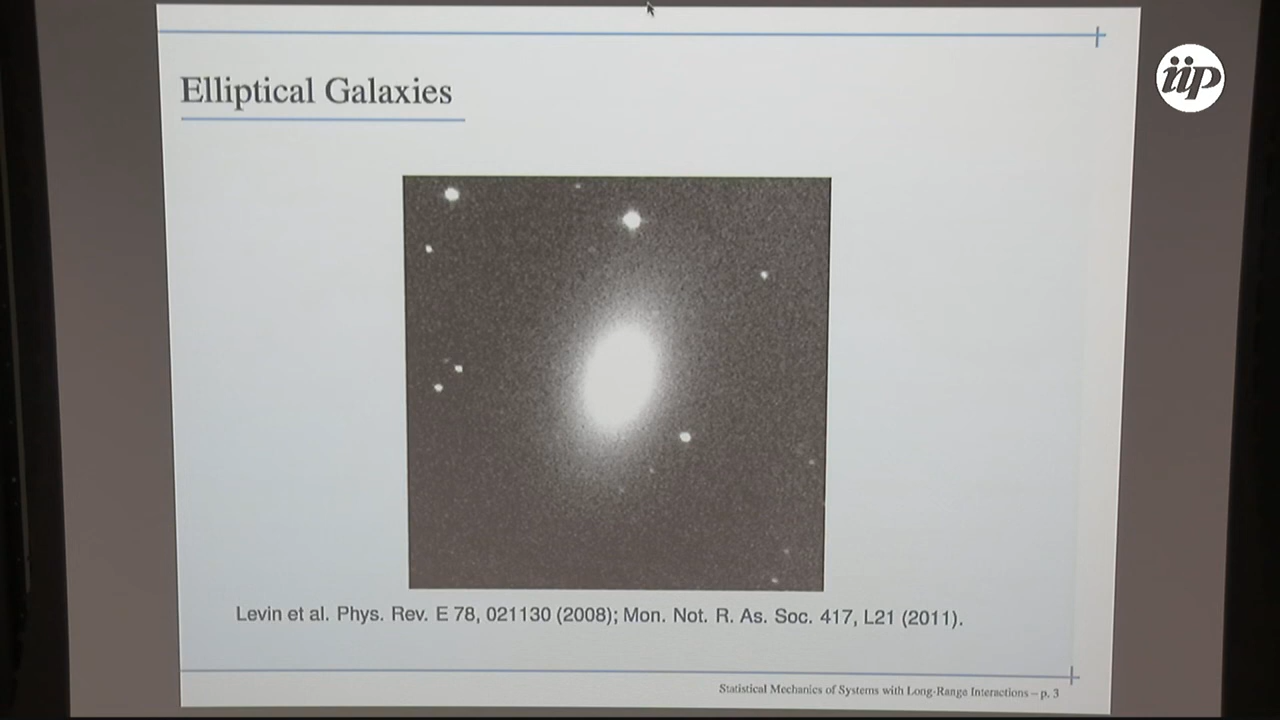 iip
Elliptical Galaxies
Levin et al. Phys. Rev. E 78, 021130 (2008); Mon. Not. R. As. Soc. 417, L21 (2011).
Statistical Mechanics of Systems with Long-Range Interactions – p. 3